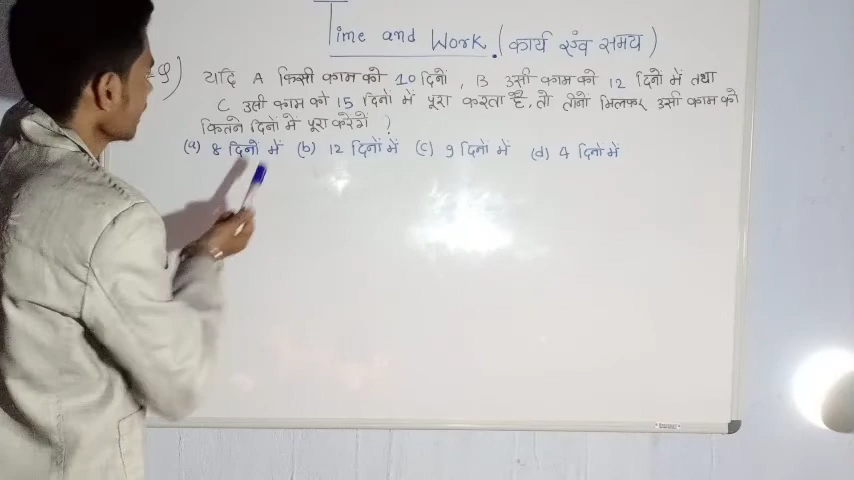 Time and Work. (कार्य एंव समय)
-9) यदि A किसी काम को 10 दिनों, B उसी काम को 12 दिनों में तथा
C उसी काम को 15 दिनों में पूरा करता है, तो तीनों मिलकर उसी काम को
कितने दिनों में पूरा करेंगें ?
(a) 8 दिनों में (b) 12 दिनों में (c) 9 दिनों में (d) 4 दिनों में